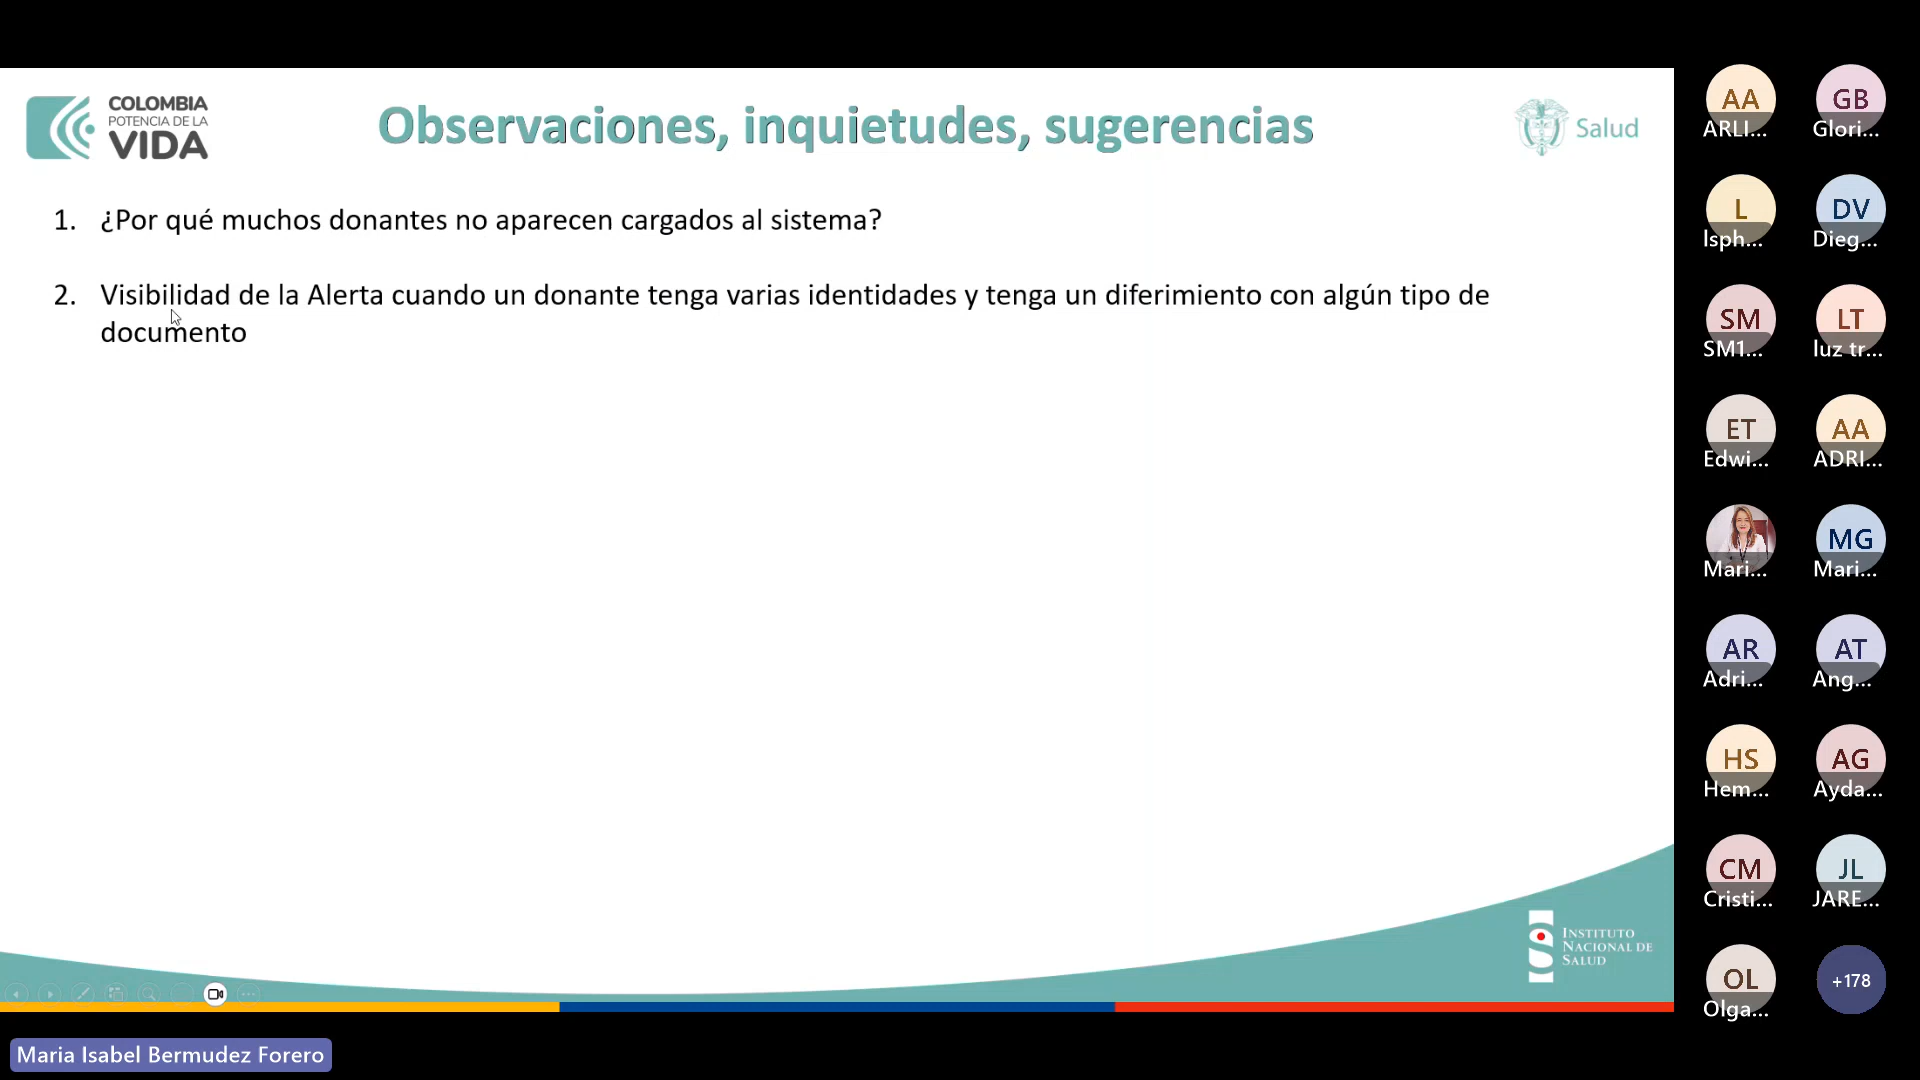 COLOMBIA
POTENCIA DE LA
VIDA
Observaciones, inquietudes, sugerencias
Salud
1. ¿Por qué muchos donantes no aparecen cargados al sistema?
2. Visibilidad de la Alerta cuando un donante tenga varias identidades y tenga un diferimiento con algún tipo de
documento
INSTITUTO
NACIONAL DE
SALUD
Maria Isabel Bermudez Forero
AA
ARLI...
GB
Glori...
L
lsph...
DV
Dieg...
SM
SM1...
LT
luz tr...
ET
Edwi...
AA
ADRI...
Mari...
MG
Mari...
AR
Adri...
AT
Ang...
HS
Hem...
AG
Ayda...
CM
Cristi...
JL
JARE...
OL
Olga...
+178